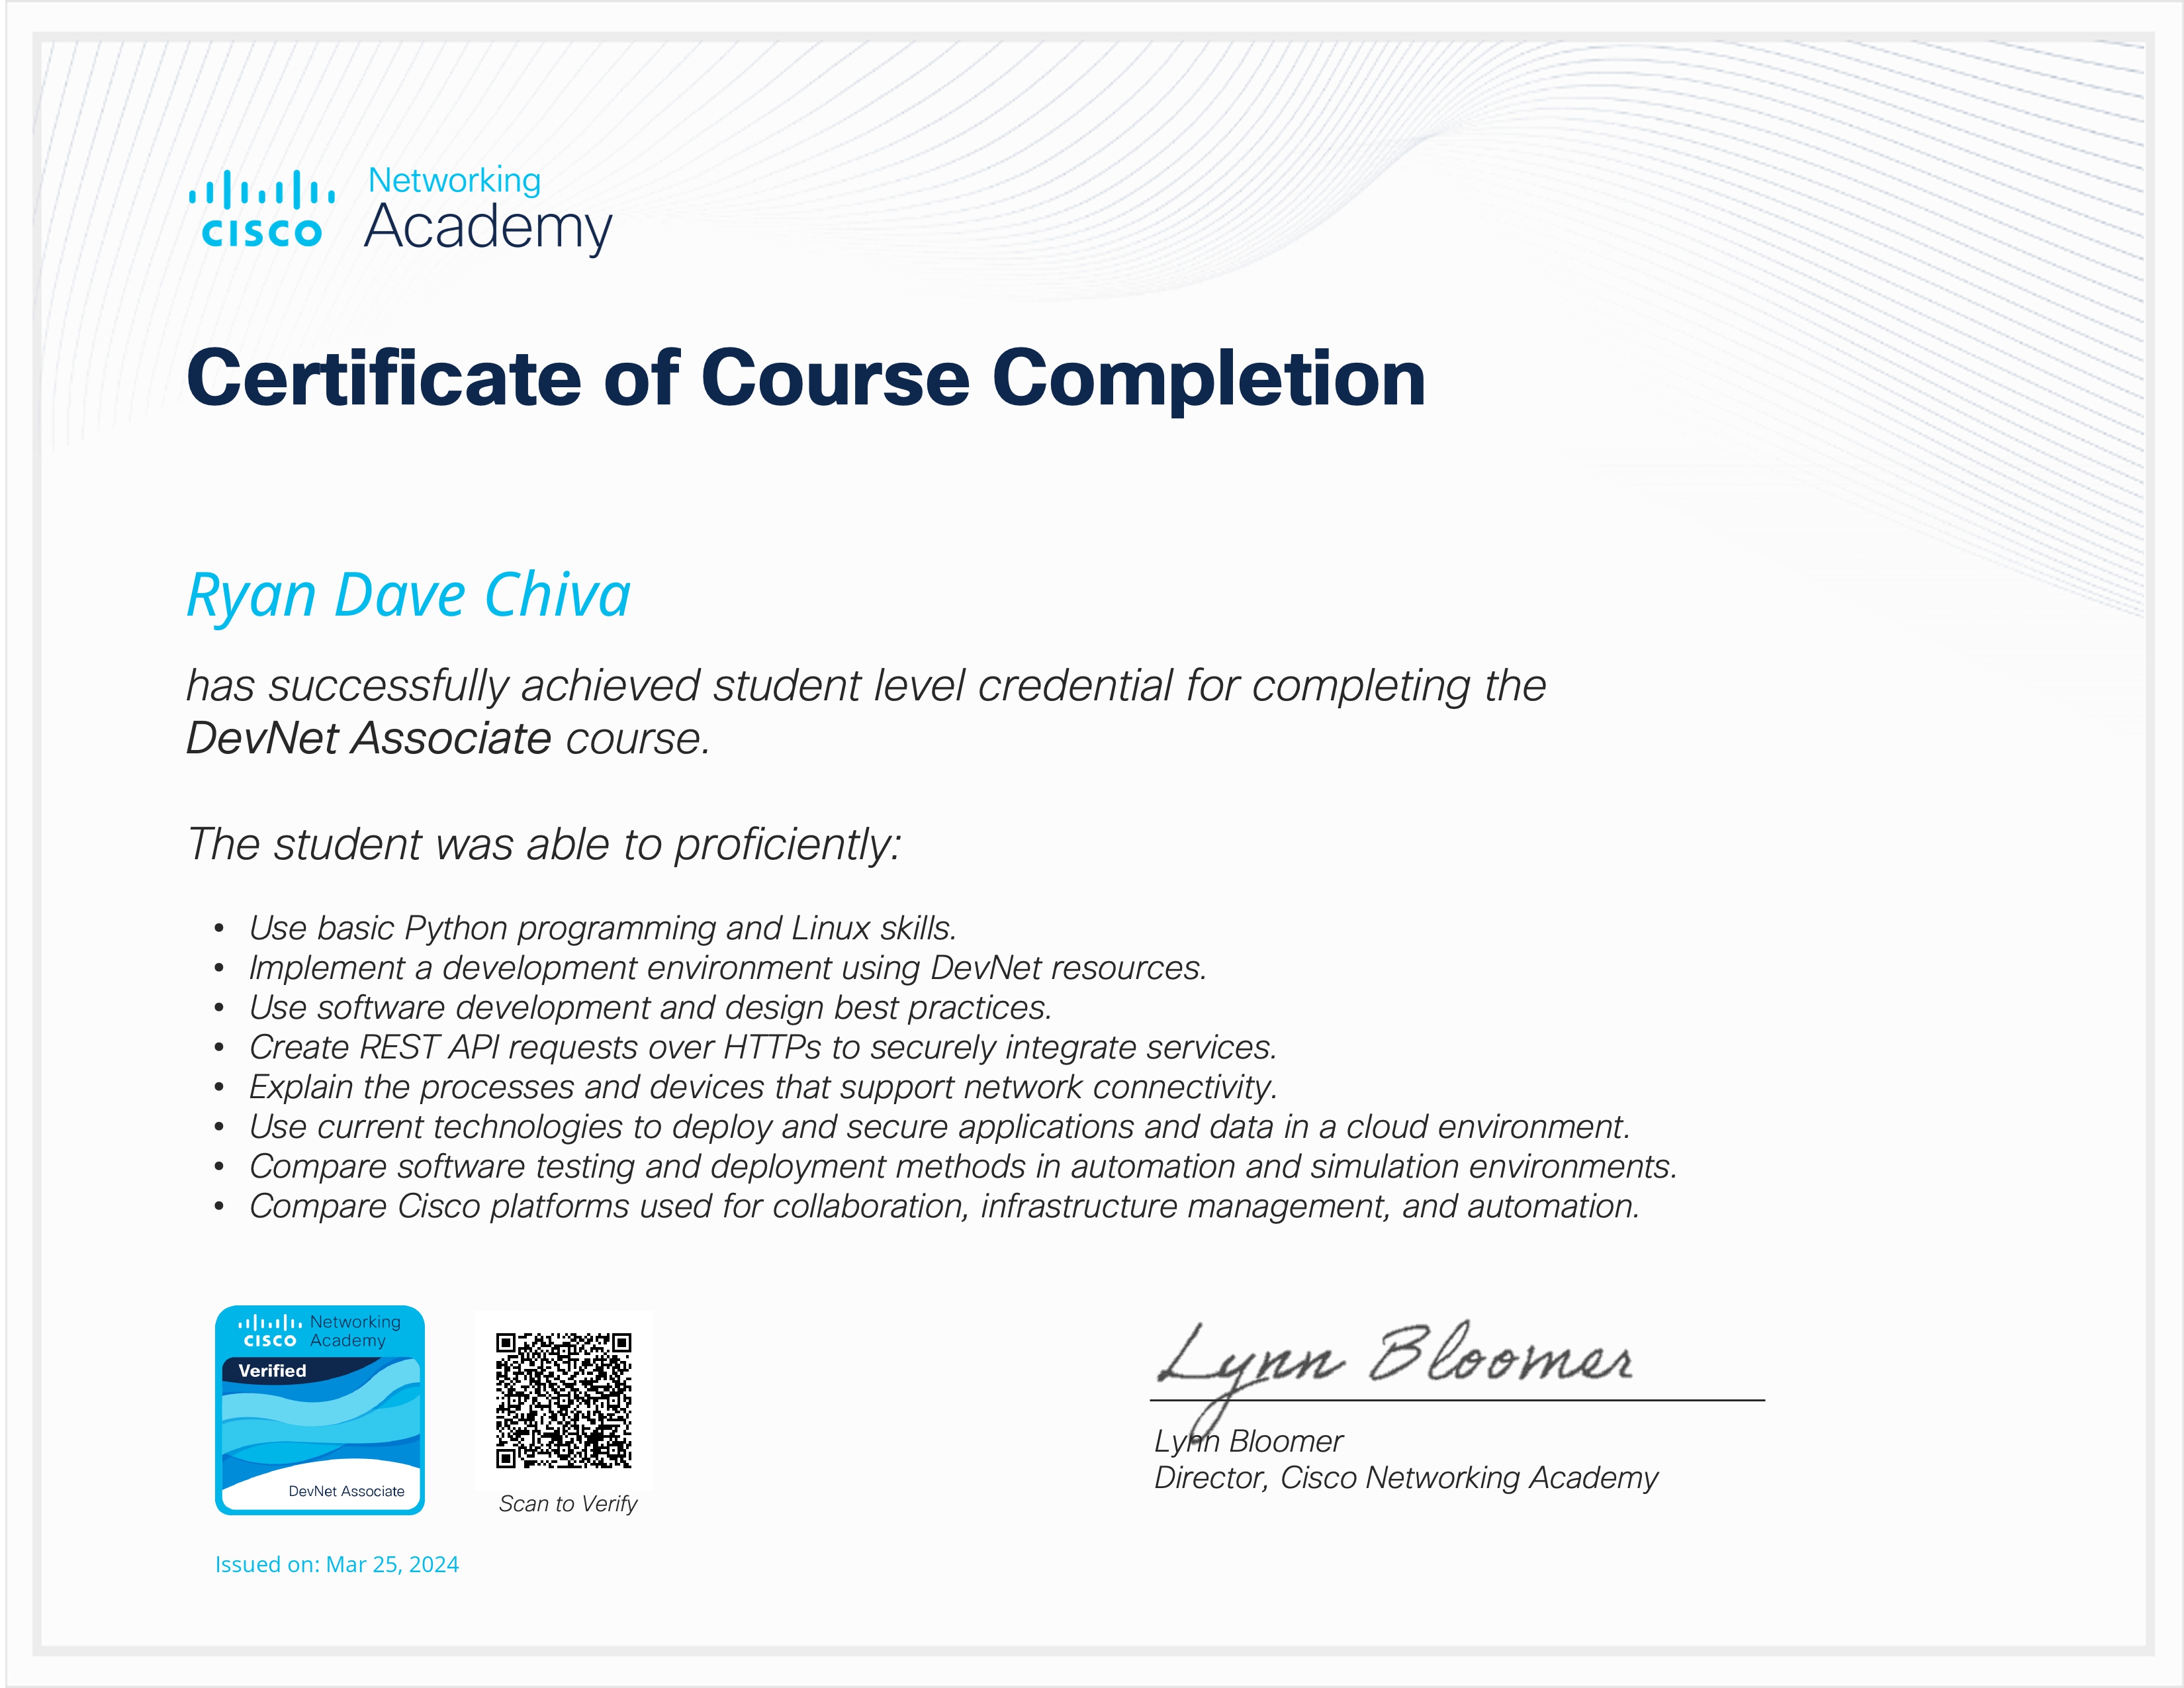 Networking
CISCO Academy
Certificate of Course Completion
Ryan Dave Chiva
has successfully achieved student level credential for completing the
DevNet Associate course.
The student was able to proficiently:
• Use basic Python programming and Linux skills.
• Implement a development environment using DevNet resources.
• Use software development and design best practices.
• Create REST API requests over HTTPs to securely integrate services.
• Explain the processes and devices that support network connectivity.
• Use current technologies to deploy and secure applications and data in a cloud environment.
• Compare software testing and deployment methods in automation and simulation environments.
• Compare Cisco platforms used for collaboration, infrastructure management, and automation.
Networking
CISCO Academy
Verified
DevNet Associate
Scan to Verify
Issued on: Mar 25, 2024
Lynn Bloomer
Lynn Bloomer
Director, Cisco Networking Academy